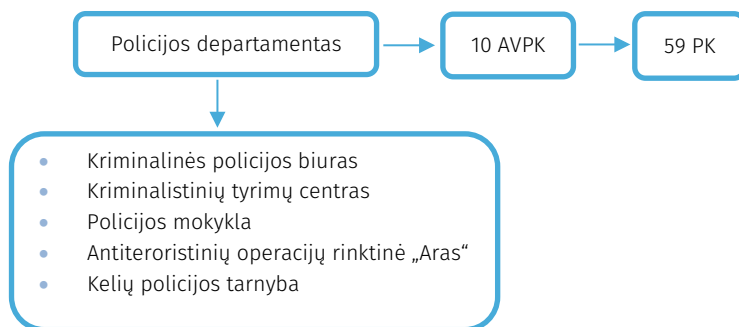 Policijos departamentas
10 AVPK
59 PK
Kriminalinės policijos biuras
Kriminalistinių tyrimų centras
Policijos mokykla
Antiteroristinių operacijų rinktinė „Aras“
Kelių policijos tarnyba